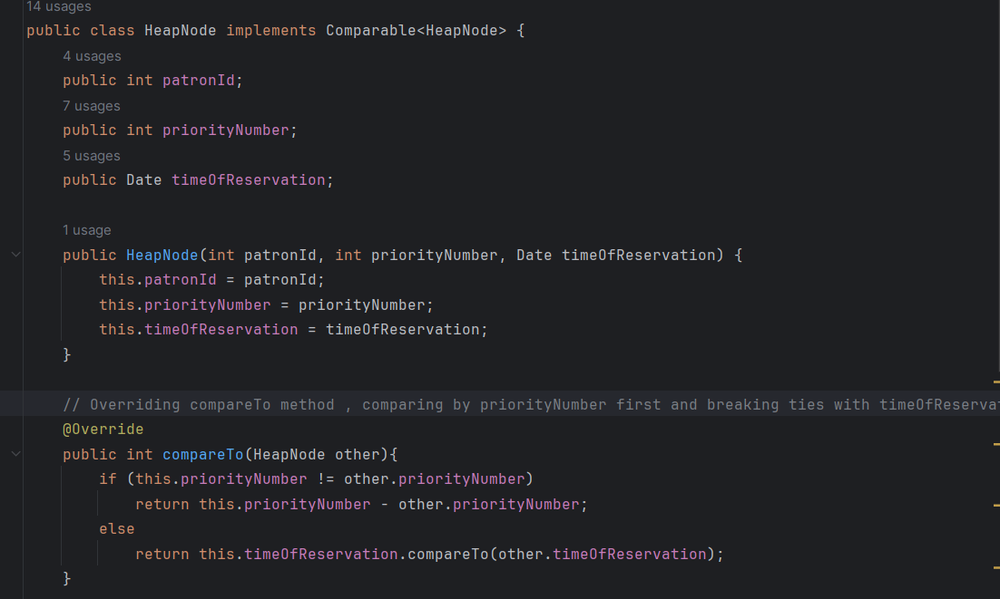 14 usages
public class HeapNode implements Comparable<HeapNode> {
4 usages
public int patronId;
7 usages
public int priorityNumber;
5 usages
public Date timeOfReservation;
1 usage
public HeapNode(int patronId, int priorityNumber, Date timeOfReservation) {
this.patronId = patronId;
this.priorityNumber = priorityNumber;
this.timeOfReservation = timeOfReservation;
}
// Overriding compareTo method , comparing by priorityNumber first and breaking ties with timeOfReservat
@Override
public int compareTo(HeapNode other){
if (this.priorityNumber != other.priorityNumber)
return this.priorityNumber - other.priorityNumber;
else
return this.timeOfReservation.compareTo(other.timeOfReservation);
}